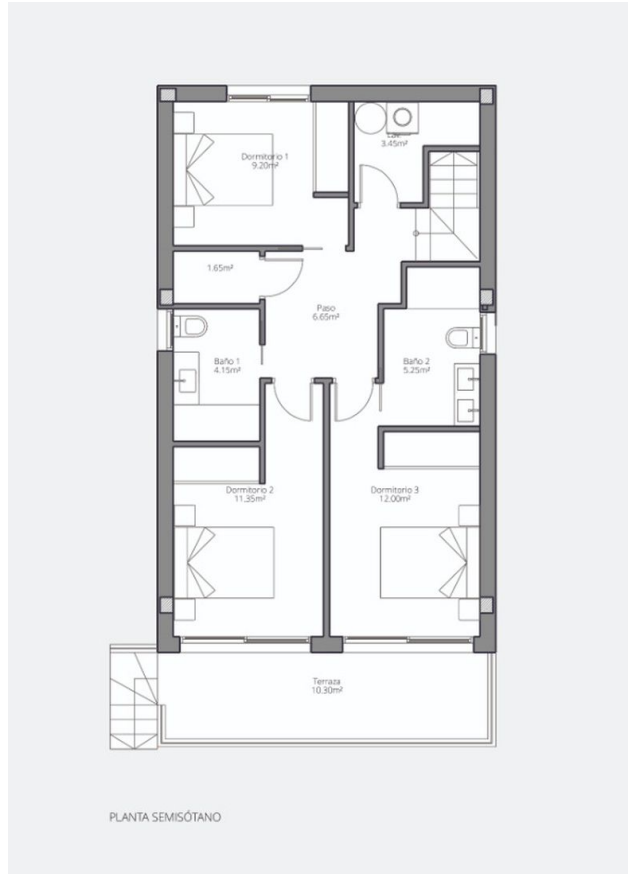 Dormitorio 1
9.20m²
3.45m²
1.65m²
Paso
6.65m²
Baño 1
4.15m²
Baño 2
5.25m²
Dormitorio 2
11.35m²
Dormitorio 3
12.00m²
Terraza
10.30m²
PLANTA SEMISÓTANO